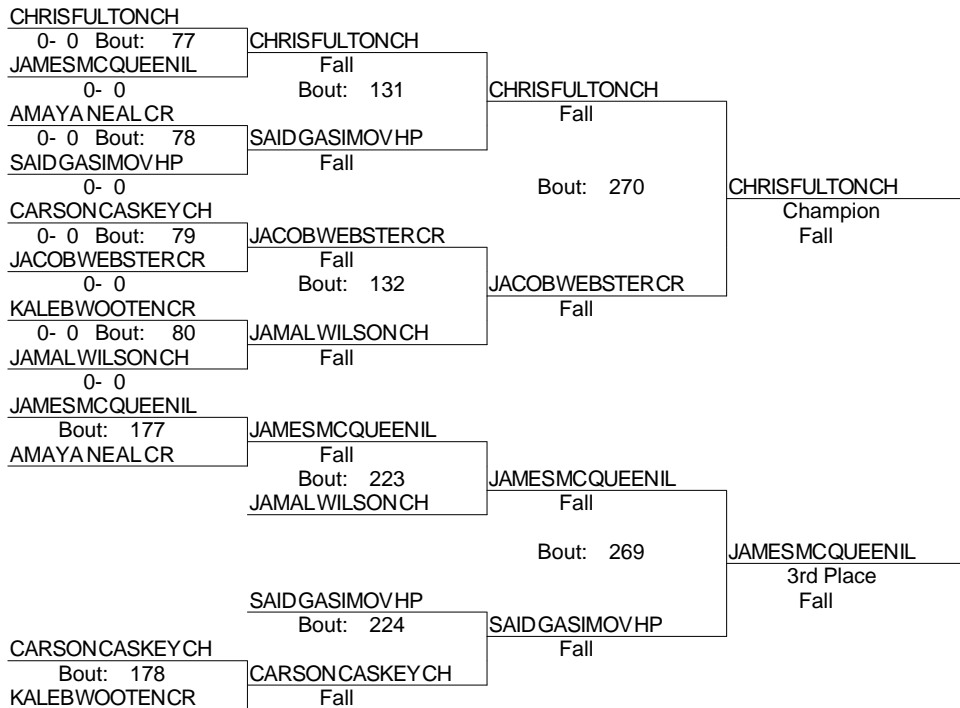 CHRISFULTONCH
0- 0 Bout: 77 CHRISFULTONCH
JAMESMCQUEENIL Fall
0- 0 Bout: 131 CHRISFULTONCH
AMAYANEALCR Fall
0- 0 Bout: 78 SAIDGASIMOVHP
SAIDGASIMOVHP Fall
0- 0 Bout: 270 CHRISFULTONCH
CARSONCASKEYCH Champion
0- 0 Bout: 79 JACOBWEBSTERCR Fall
JACOBWEBSTERCR Fall
0- 0 Bout: 132 JACOBWEBSTERCR
KALEBWOOTENCR Fall
0- 0 Bout: 80 JAMALWILSONCH
JAMALWILSONCH Fall
0- 0
JAMESMCQUEENIL
Bout: 177 JAMESMCQUEENIL
AMAYANEALCR Fall
Bout: 223 JAMESMCQUEENIL
JAMALWILSONCH Fall
Bout: 269 JAMESMCQUEENIL
3rd Place
SAIDGASIMOVHP Fall
Bout: 224 SAIDGASIMOVHP
CARSONCASKEYCH Fall
Bout: 178 CARSONCASKEYCH
KALEBWOOTENCR Fall